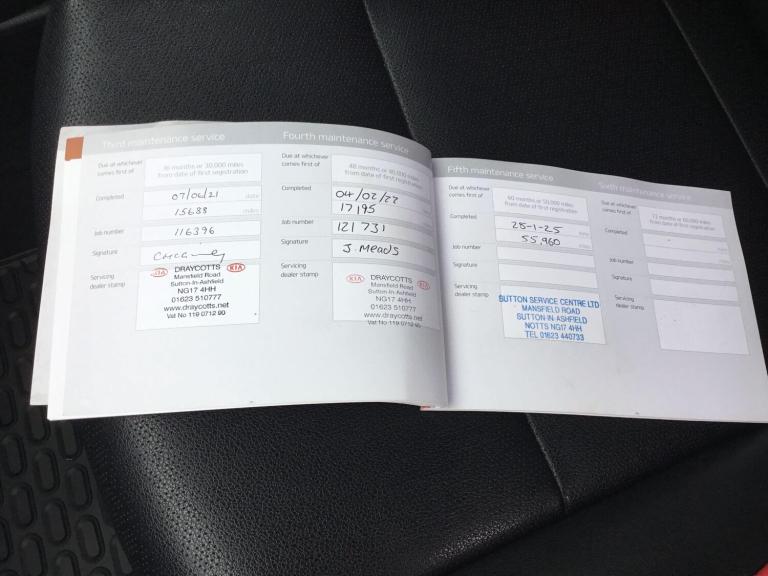 Third maintenance service
Due at whichever comes first of
36 months or 30,000 miles
from date of first registration
Completed
07/06/21 date
15688 miles
Job number
116396
Signature
Servicing dealer stamp
KIA DRAYCOTTS KIA
Mansfield Road
Sutton-In-Ashfield
NG17 4HH
01623 510777
www.draycotts.net
Vat No 119 0712 90
Fourth maintenance service
Due at whichever comes first of
48 months or 40,000 miles
from date of first registration
Completed
04/02/22
17195
Job number
121731
Signature
J. Meads
Servicing dealer stamp
KIA DRAYCOTTS KIA
Mansfield Road
Sutton-In-Ashfield
NG17 4HH
01623 510777
www.draycotts.net
Vat No 119 0712 90
Fifth maintenance service
Due at whichever comes first of
60 months or 50,000 miles
from date of first registration
Completed
25-1-25 date
55,960 miles
Job number
Signature
Servicing dealer stamp
SUTTON SERVICE CENTRE LTD
MANSFIELD ROAD
SUTTON-IN-ASHFIELD
NOTTS NG17 4HH
TEL 01623 440733
Sixth maintenance service
Due at whichever comes first of
72 months or 60,000 miles
from date of first registration
Completed
Job number
Signature
Servicing dealer stamp